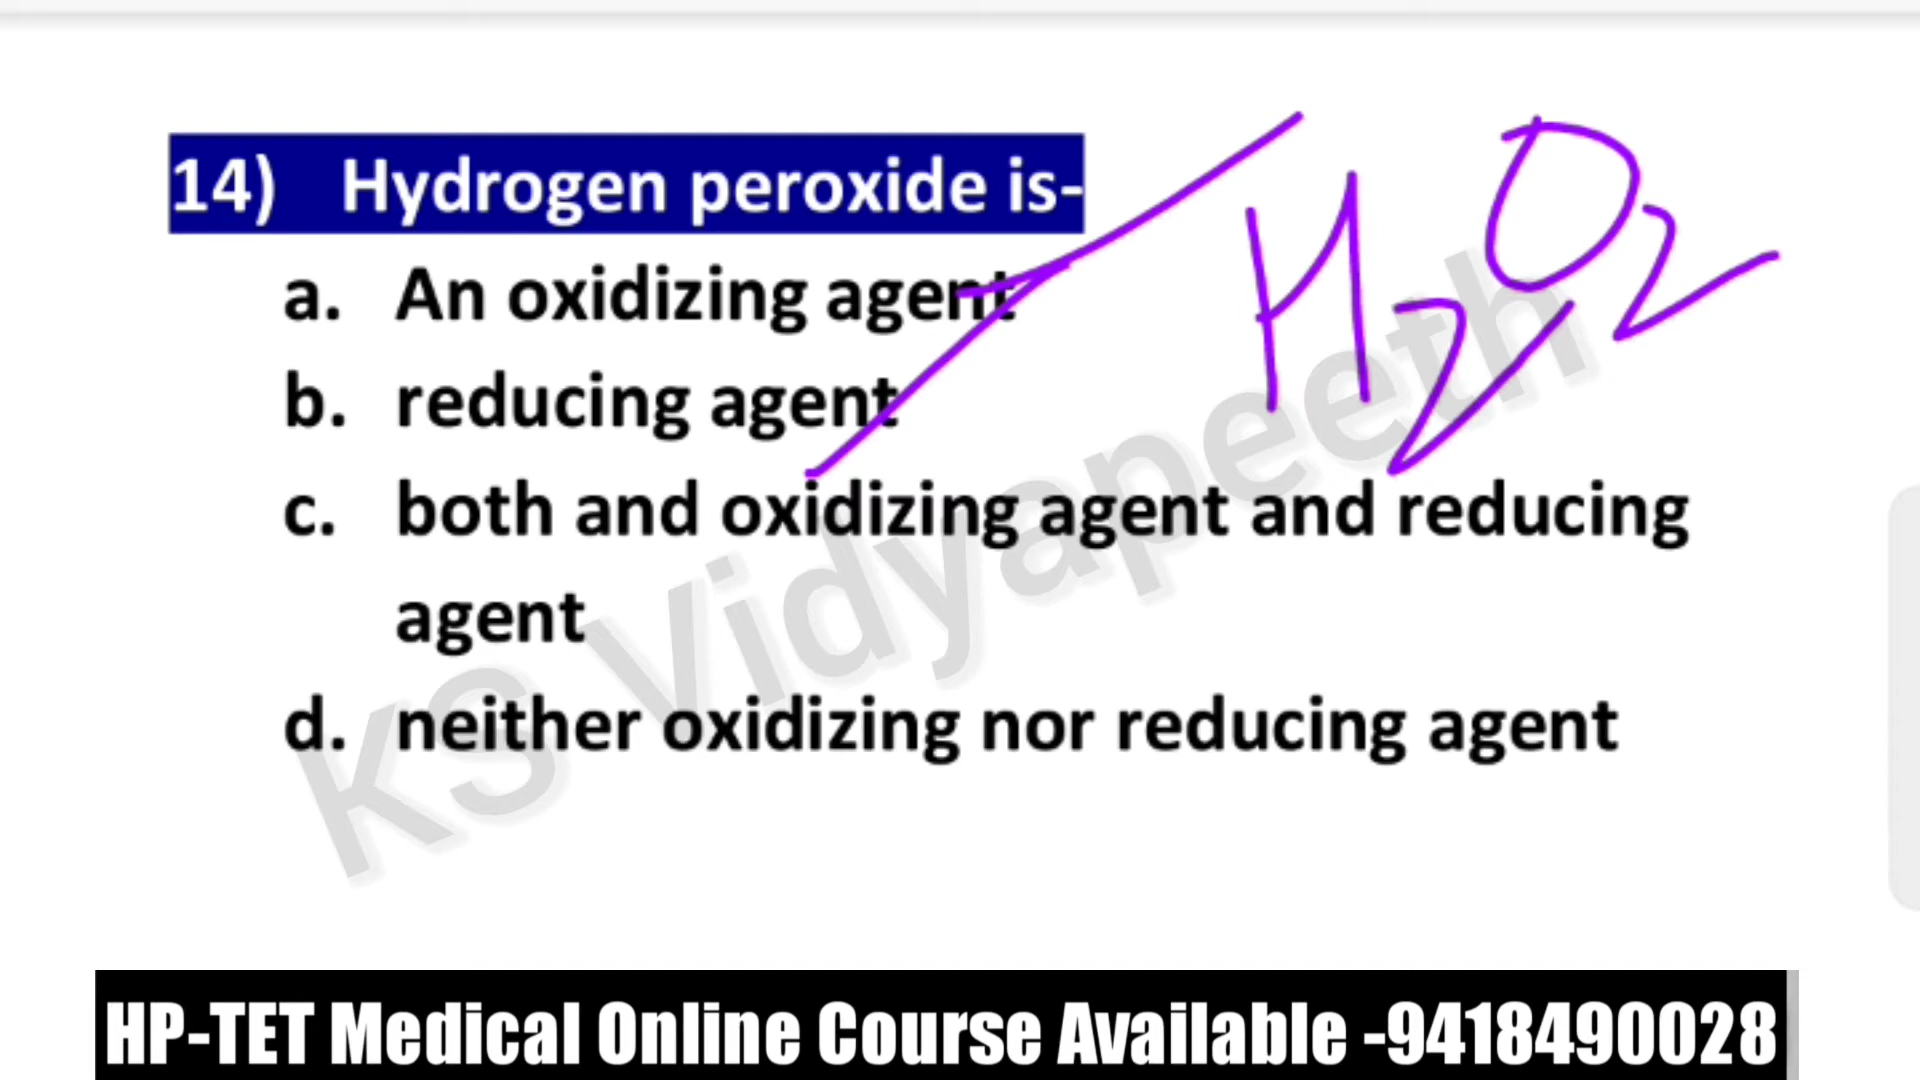 14) Hydrogen peroxide is-
H2O2
a. An oxidizing agent
b. reducing agent
c. both and oxidizing agent and reducing
agent
d. neither oxidizing nor reducing agent
KS Vidyapeeth
HP-TET Medical Online Course Available -9418490028